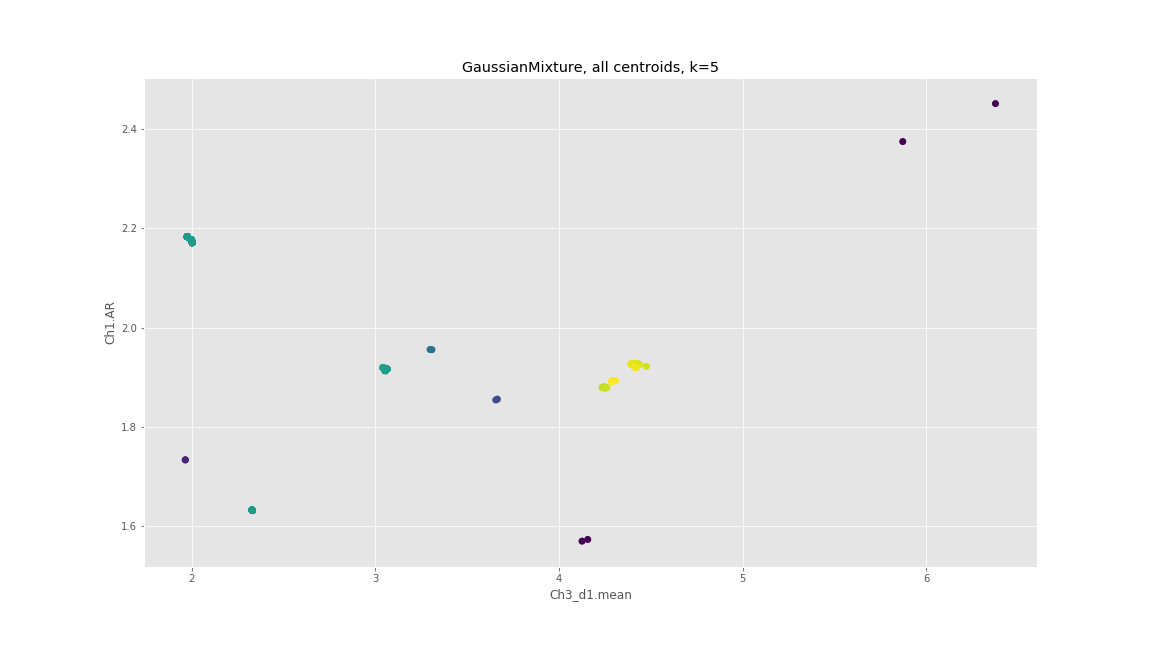 GaussianMixture, all centroids, k=5
2.4
2.2
2.0
1.8
1.6
Ch1.AR
2 3 4 5 6
Ch3_d1.mean